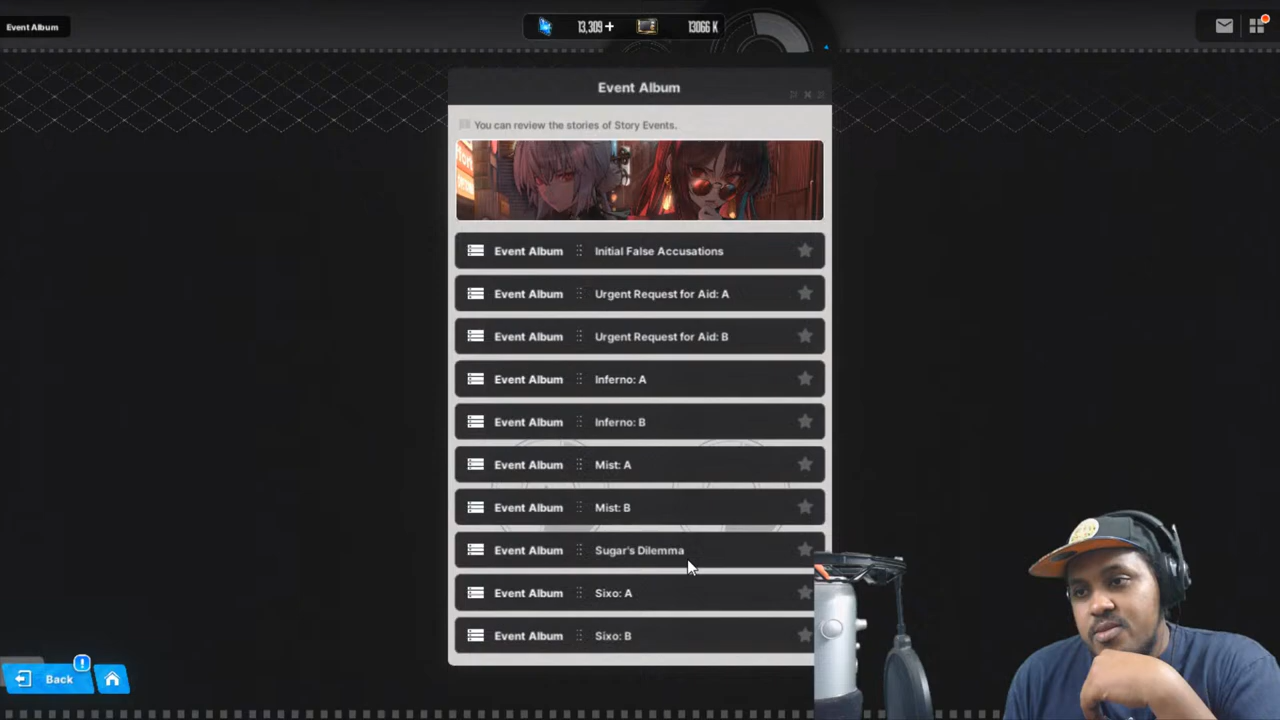 Event Album
13,309 +
13066 K
Event Album
You can review the stories of Story Events.
Event Album Initial False Accusations
Event Album Urgent Request for Aid: A
Event Album Urgent Request for Aid: B
Event Album Inferno: A
Event Album Inferno: B
Event Album Mist: A
Event Album Mist: B
Event Album Sugar's Dilemma
Event Album Sixo: A
Event Album Sixo: B
Back